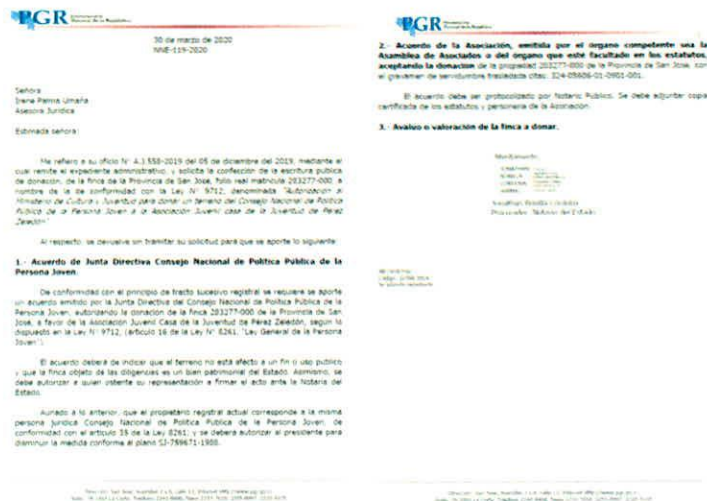 PGR
30 de marzo de 2020
NNE-119-2020
Señora
Irene Parma Umaña
Asesora Jurídica
Estimada señora:
Me refiero a su oficio N° A.J.558-2019 del 05 de diciembre del 2019, mediante el
cual remite el expediente administrativo, y solicita la confección de la escritura pública
de donación, de la finca de la Provincia de San José, folio real matrícula 203277-000, a
nombre de la de conformidad con la Ley N° 9712, denominada "Autorización al
Ministerio de Cultura y Juventud para donar un terreno del Consejo Nacional de Política
Pública de la Persona Joven a la Asociación Juvenil casa de la Juventud de Pérez
Zeledón"
Al respecto, se devuelve sin tramitar su solicitud para que se aporte lo siguiente:
1.- Acuerdo de Junta Directiva Consejo Nacional de Política Pública de la
Persona Joven.
De conformidad con el principio de tracto sucesivo registral se requiere se aporte
un acuerdo emitido por la Junta Directiva del Consejo Nacional de Política Pública de la
Persona Joven, autorizando la donación de la finca 203277-000 de la Provincia de San
José, a favor de la Asociación Juvenil Casa de la Juventud de Pérez Zeledón, según lo
dispuesto en la Ley N° 9712, (artículo 16 de la Ley N° 8261, "Ley General de la Persona
Joven").
El acuerdo deberá de indicar que el terreno no está afecto a un fin o uso público
y que la finca objeto de las diligencias es un bien patrimonial del Estado. Asimismo, se
debe autorizar a quien ostente su representación a firmar el acto ante la Notaría del
Estado.
Aunado a lo anterior, que el propietario registral actual corresponde a la misma
persona jurídica Consejo Nacional de Política Pública de la Persona Joven, de
conformidad con el artículo 35 de la Ley 8261; y se deberá autorizar al presidente para
disminuir la medida conforme al plano SJ-759671-1988.
PGR
2.- Acuerdo de la Asociación, emitida por el órgano competente sea la
Asamblea de Asociados o del órgano que esté facultado en los estatutos,
aceptando la donación de la propiedad 203277-000 de la Provincia de San José, con
el gravamen de servidumbre trasladada citas: 324-05606-01-0901-001.
El acuerdo debe ser protocolizado por Notario Público. Se debe adjuntar copia
certificada de los estatutos y personería de la Asociación.
3.- Avalúo o valoración de la finca a donar.
Procurador, Notario del Estado